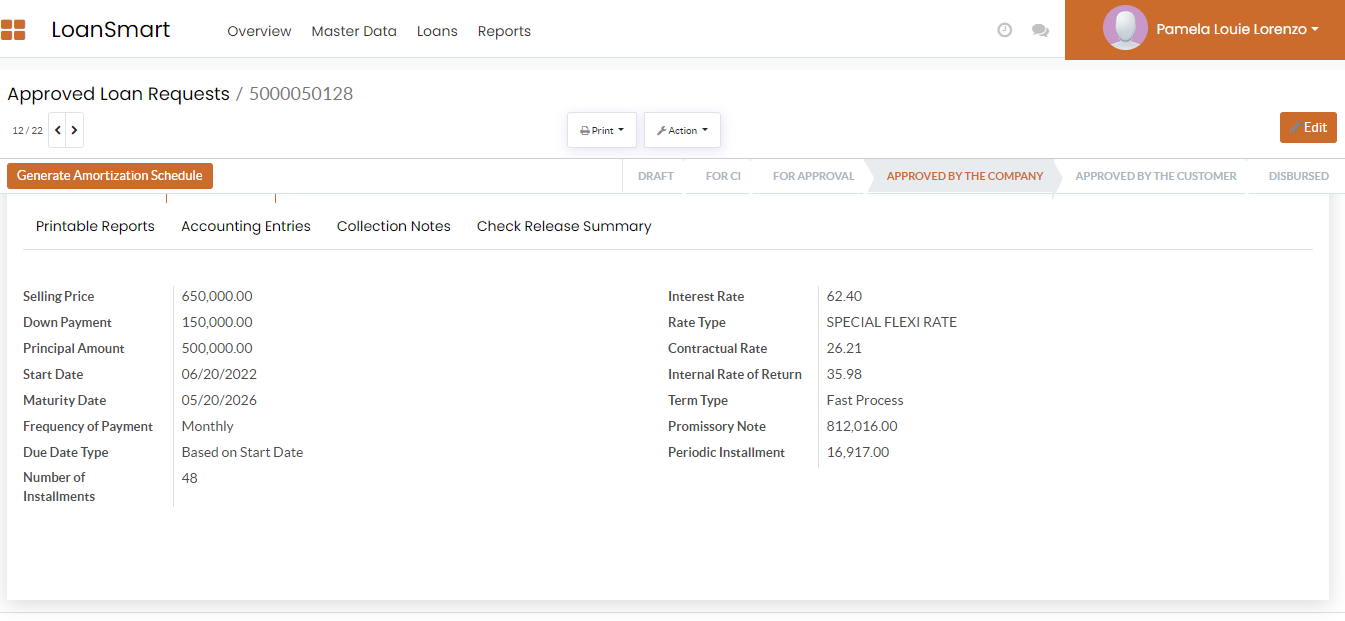 LoanSmart Overview Master Data Loans Reports Pamela Louie Lorenzo
Approved Loan Requests / 5000050128
12 / 22 Print Action Edit
Generate Amortization Schedule DRAFT FOR CI FOR APPROVAL APPROVED BY THE COMPANY APPROVED BY THE CUSTOMER DISBURSED
Printable Reports Accounting Entries Collection Notes Check Release Summary
Selling Price 650,000.00
Down Payment 150,000.00
Principal Amount 500,000.00
Start Date 06/20/2022
Maturity Date 05/20/2026
Frequency of Payment Monthly
Due Date Type Based on Start Date
Number of Installments 48
Interest Rate 62.40
Rate Type SPECIAL FLEXI RATE
Contractual Rate 26.21
Internal Rate of Return 35.98
Term Type Fast Process
Promissory Note 812,016.00
Periodic Installment 16,917.00